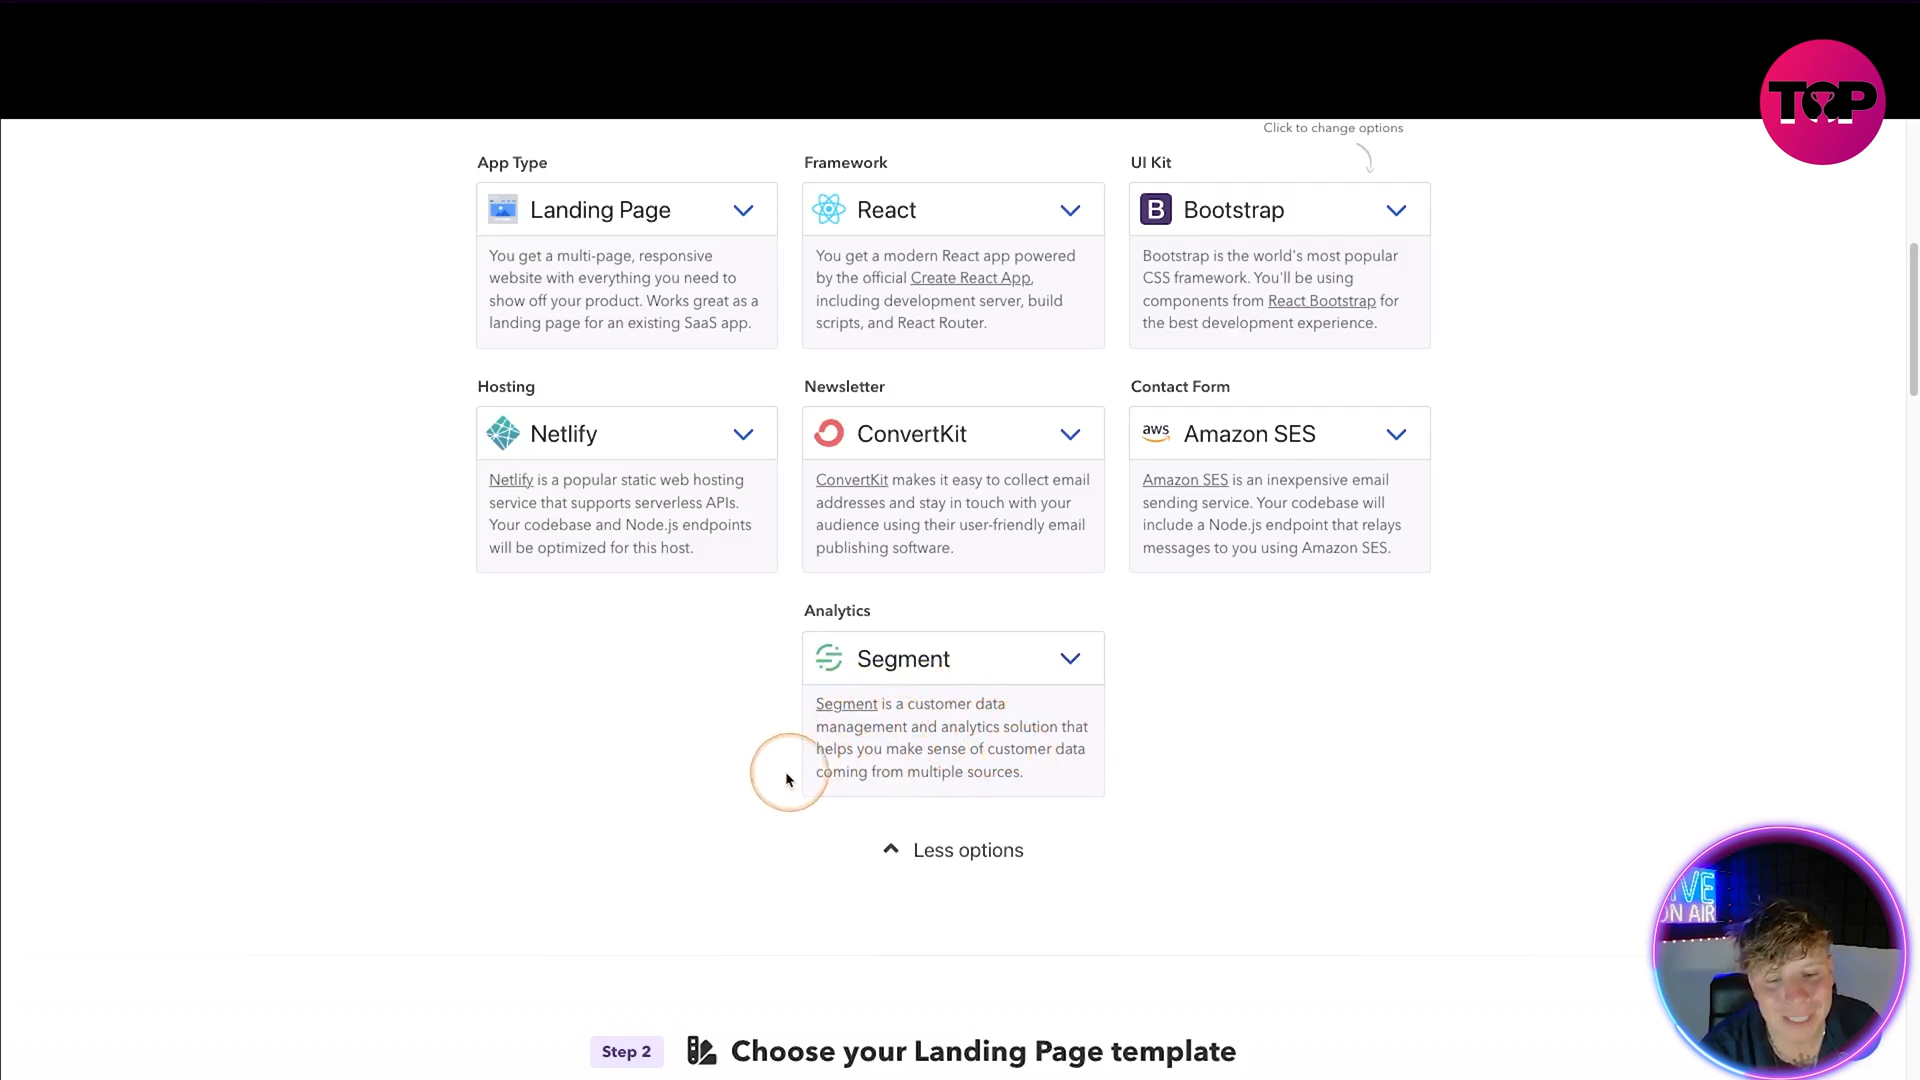 TOP
Click to change options
App Type
Framework
UI Kit
Landing Page
React
B Bootstrap
You get a multi-page, responsive
website with everything you need to
show off your product. Works great as a
landing page for an existing SaaS app.
You get a modern React app powered
by the official Create React App,
including development server, build
scripts, and React Router.
Bootstrap is the world's most popular
CSS framework. You'll be using
components from React Bootstrap for
the best development experience.
Hosting
Newsletter
Contact Form
Netlify
ConvertKit
aws Amazon SES
Netlify is a popular static web hosting
service that supports serverless APIs.
Your codebase and Node.js endpoints
will be optimized for this host.
ConvertKit makes it easy to collect email
addresses and stay in touch with your
audience using their user-friendly email
publishing software.
Amazon SES is an inexpensive email
sending service. Your codebase will
include a Node.js endpoint that relays
messages to you using Amazon SES.
Analytics
Segment
Segment is a customer data
management and analytics solution that
helps you make sense of customer data
coming from multiple sources.
Less options
IVE
ON AIR
Step 2
Choose your Landing Page template